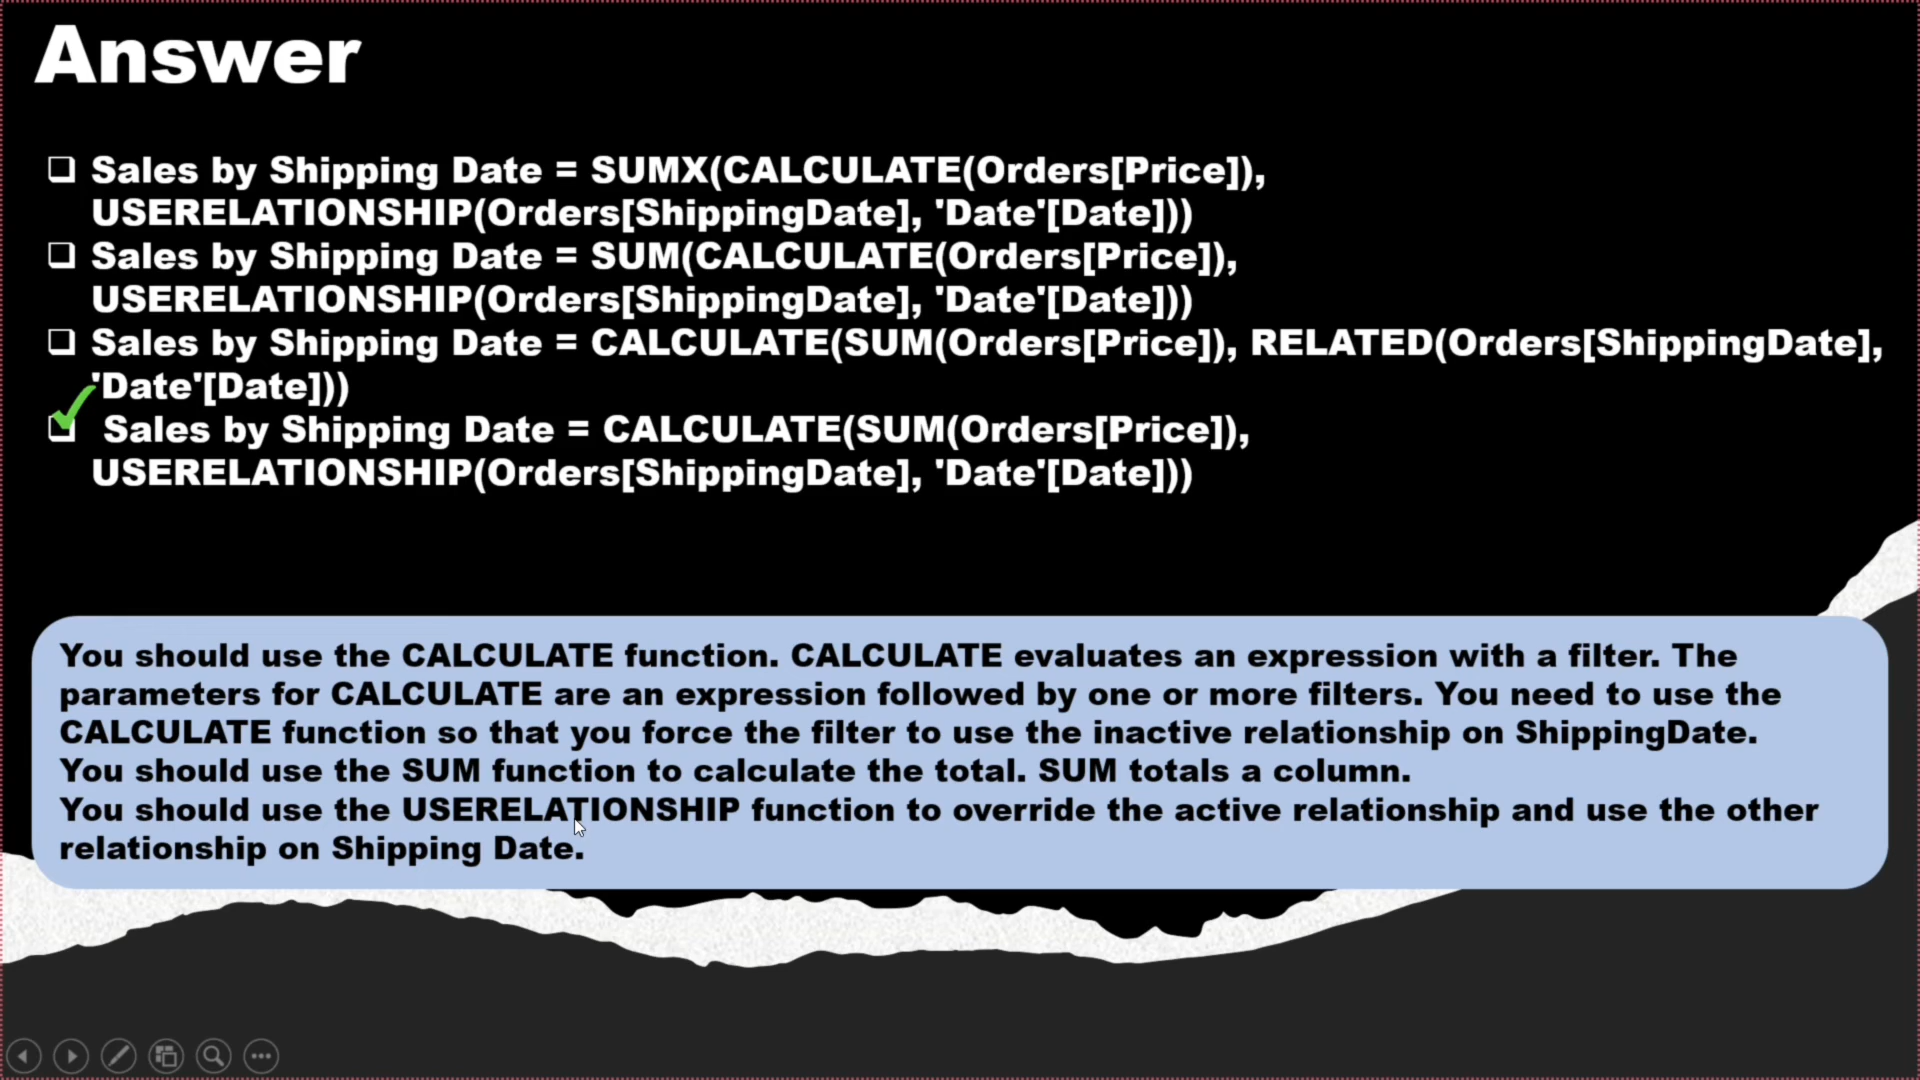 Answer
❑ Sales by Shipping Date = SUMX(CALCULATE(Orders[Price]),
USERELATIONSHIP(Orders[ShippingDate], 'Date'[Date]))
❑ Sales by Shipping Date = SUM(CALCULATE(Orders[Price]),
USERELATIONSHIP(Orders[ShippingDate], 'Date'[Date]))
❑ Sales by Shipping Date = CALCULATE(SUM(Orders[Price]), RELATED(Orders[ShippingDate],
'Date'[Date]))
❑ Sales by Shipping Date = CALCULATE(SUM(Orders[Price]),
USERELATIONSHIP(Orders[ShippingDate], 'Date'[Date]))
You should use the CALCULATE function. CALCULATE evaluates an expression with a filter. The
parameters for CALCULATE are an expression followed by one or more filters. You need to use the
CALCULATE function so that you force the filter to use the inactive relationship on ShippingDate.
You should use the SUM function to calculate the total. SUM totals a column.
You should use the USERELATIONSHIP function to override the active relationship and use the other
relationship on Shipping Date.